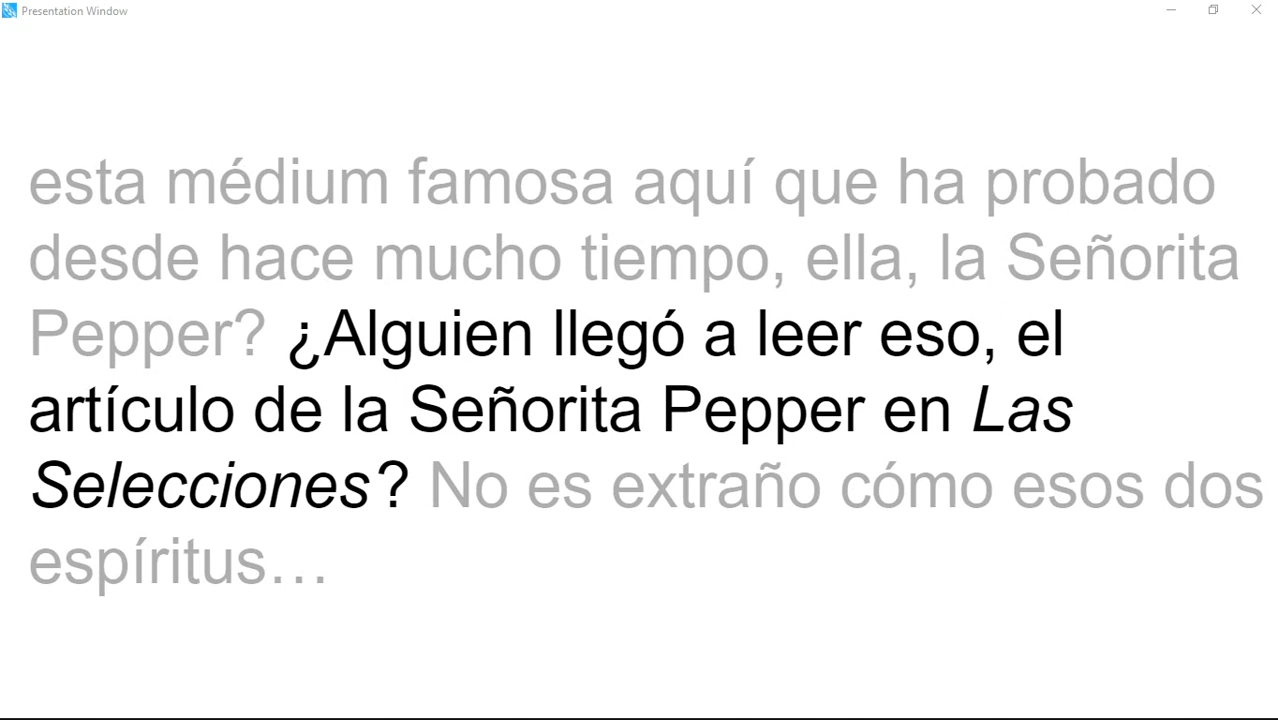 Presentation Window
esta médium famosa aquí que ha probado
desde hace mucho tiempo, ella, la Señorita
Pepper? ¿Alguien llegó a leer eso, el
artículo de la Señorita Pepper en Las
Selecciones? No es extraño cómo esos dos
espíritus…